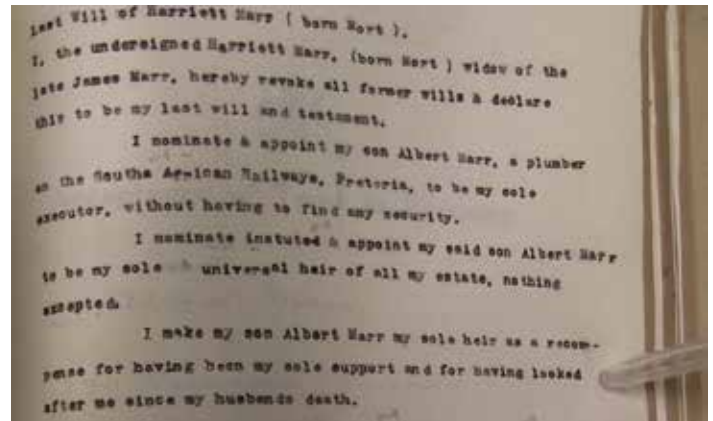 Last Will of Harriett Marr ( born Mort ).
I, the undersigned Harriett Marr, (born Mort ) widow of the
late James Marr, hereby revoke all former wills & declare
this to be my last will and testament.
I nominate & appoint my son Albert Marr, a plumber
on the Southa African Railways, Pretoria, to be my sole
executor, without having to find any security.
I nominate instuted & appoint my said son Albert Marr
to be my sole & universal heir of all my estate, nothing
excepted.
I make my son Albert Marr my sole heir as a recom-
pense for having been my sole support and for having looked
after me since my husbends death.